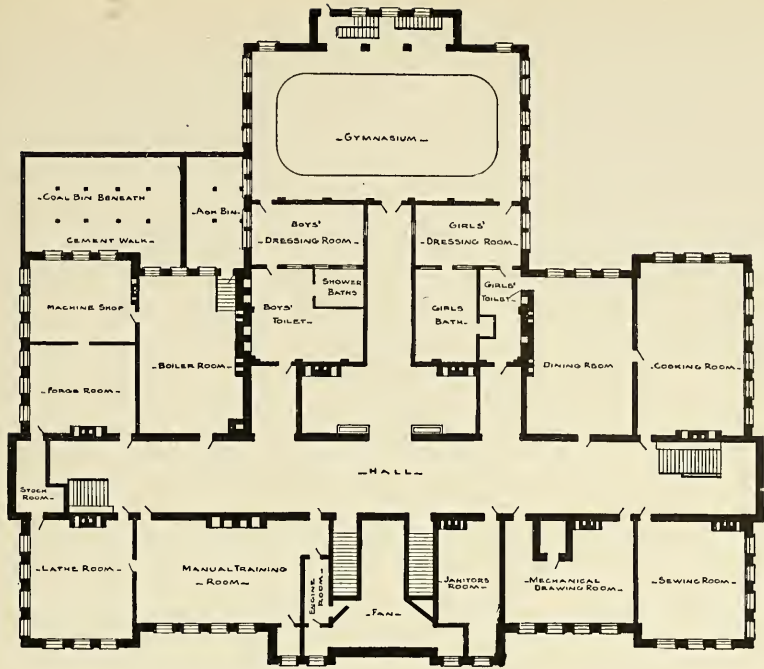 GYMNASIUM
COAL BIN BENEATH
ASH BIN
CEMENT WALK
BOYS'
DRESSING ROOM
GIRLS'
DRESSING ROOM
MACHINE SHOP
SHOWER
BATHS
BOYS'
TOILET
GIRLS'
TOILET
GIRLS
BATH
FORGE ROOM
BOILER ROOM
DINING ROOM
COOKING ROOM
HALL
STOCK
ROOM
LATHE ROOM
MANUAL TRAINING
ROOM
ENGINE
ROOM
FAN
JANITORS
ROOM
MECHANICAL
DRAWING ROOM
SEWING ROOM